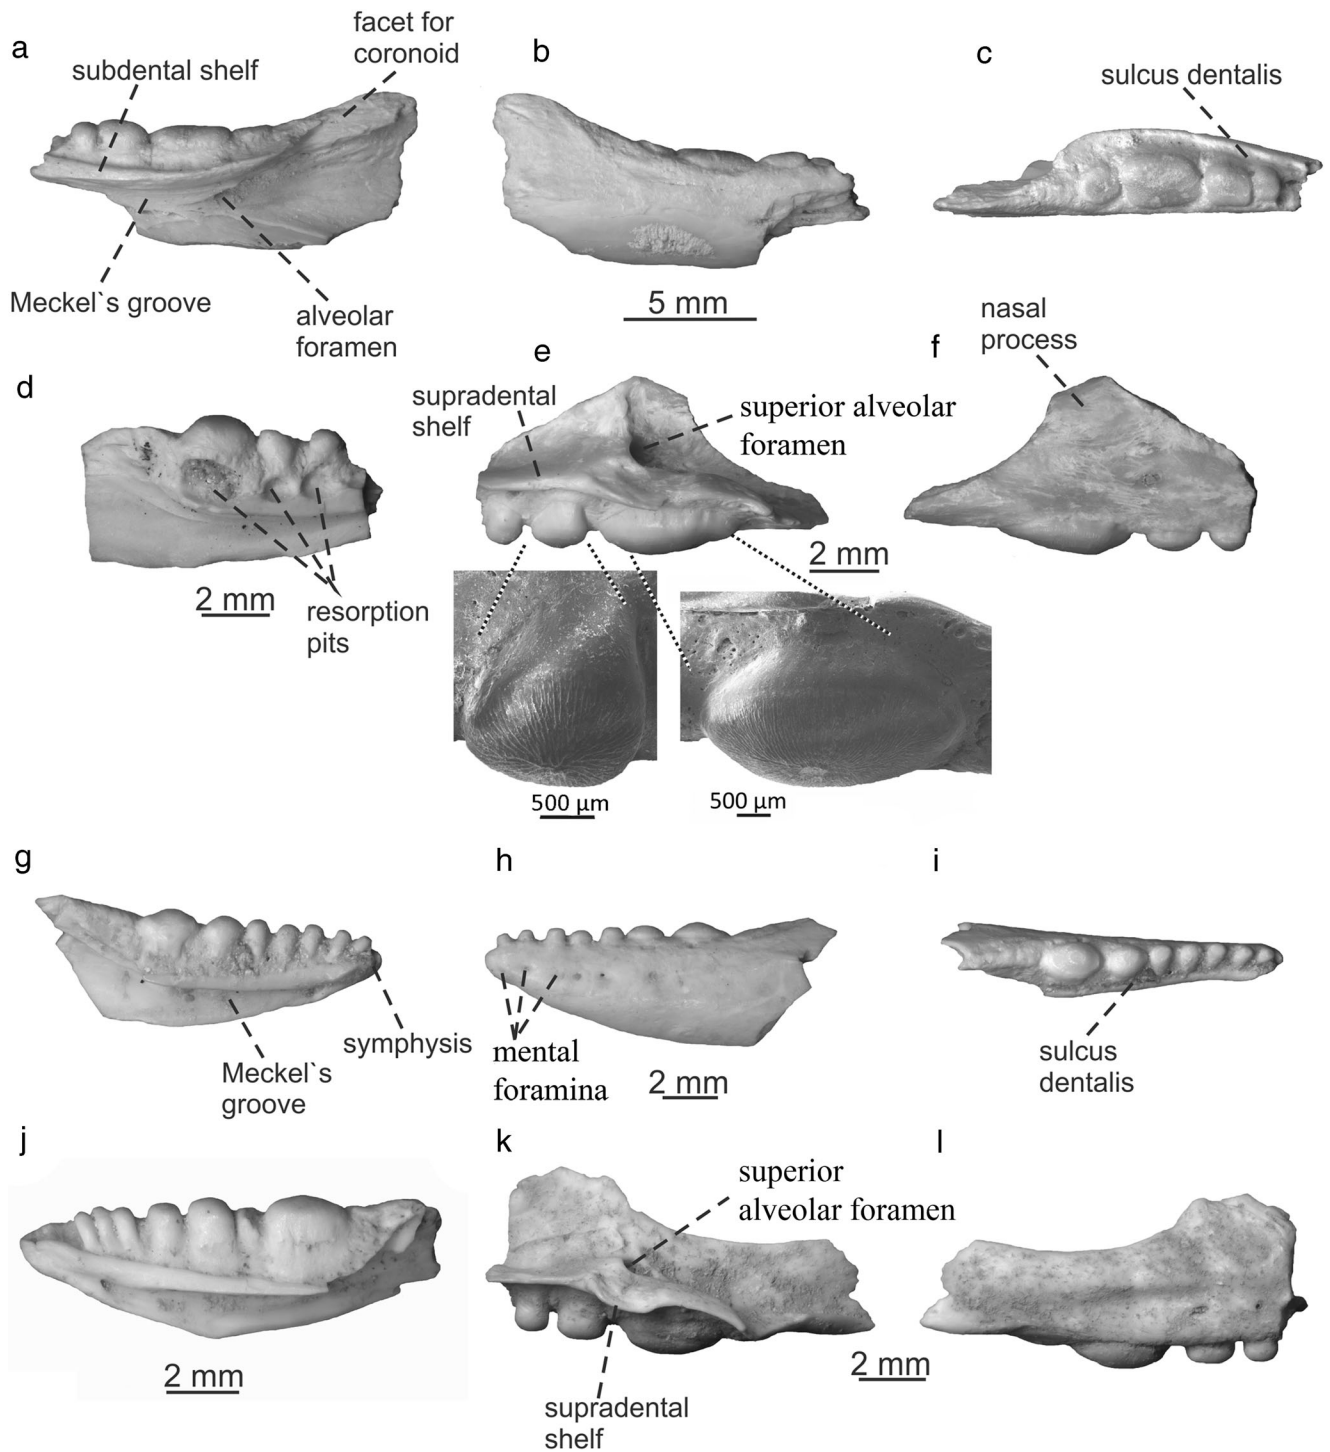 a
subdental shelf
facet for
coronoid
Meckel`s groove
alveolar
foramen
b
5 mm
c
sulcus dentalis
d
2 mm
resorption
pits
e
supradental
shelf
superior alveolar
foramen
2 mm
500 µm
500 µm
f
nasal
process
g
Meckel`s
groove
symphysis
h
mental
foramina
2 mm
i
sulcus
dentalis
j
2 mm
k
superior
alveolar foramen
supradental
shelf
2 mm
l